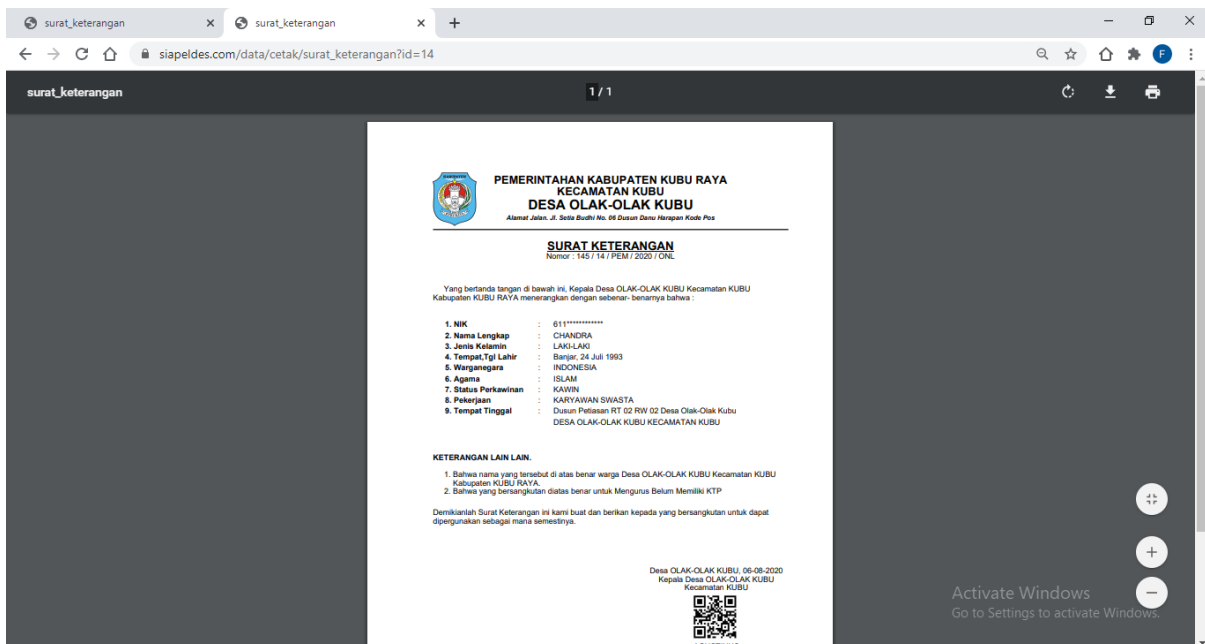 surat_keterangan
surat_keterangan
siapeldes.com/data/cetak/surat_keterangan?id=14
F
surat_keterangan
1 / 1
PEMERINTAHAN KABUPATEN KUBU RAYA
KECAMATAN KUBU
DESA OLAK-OLAK KUBU
Alamat Jalan. Jl. Setia Budhi No. 06 Dusun Danu Harapan Kode Pos
SURAT KETERANGAN
Nomor : 145 / 14 / PEM / 2020 / ONL
Yang bertanda tangan di bawah ini, Kepala Desa OLAK-OLAK KUBU Kecamatan KUBU
Kabupaten KUBU RAYA menerangkan dengan sebenar- benarnya bahwa :
1. NIK : 611************
2. Nama Lengkap : CHANDRA
3. Jenis Kelamin : LAKI-LAKI
4. Tempat,Tgl Lahir : Banjar, 24 Juli 1993
5. Warganegara : INDONESIA
6. Agama : ISLAM
7. Status Perkawinan : KAWIN
8. Pekerjaan : KARYAWAN SWASTA
9. Tempat Tinggal : Dusun Petiasan RT 02 RW 02 Desa Olak-Olak Kubu
DESA OLAK-OLAK KUBU KECAMATAN KUBU
KETERANGAN LAIN LAIN.
1. Bahwa nama yang tersebut di atas benar warga Desa OLAK-OLAK KUBU Kecamatan KUBU
Kabupaten KUBU RAYA.
2. Bahwa yang bersangkutan diatas benar untuk Mengurus Belum Memiliki KTP
Demikianlah Surat Keterangan ini kami buat dan berikan kepada yang bersangkutan untuk dapat
dipergunakan sebagai mana semestinya.
Desa OLAK-OLAK KUBU, 06-08-2020
Kepala Desa OLAK-OLAK KUBU
Kecamatan KUBU
Activate Windows
Go to Settings to activate Windows.